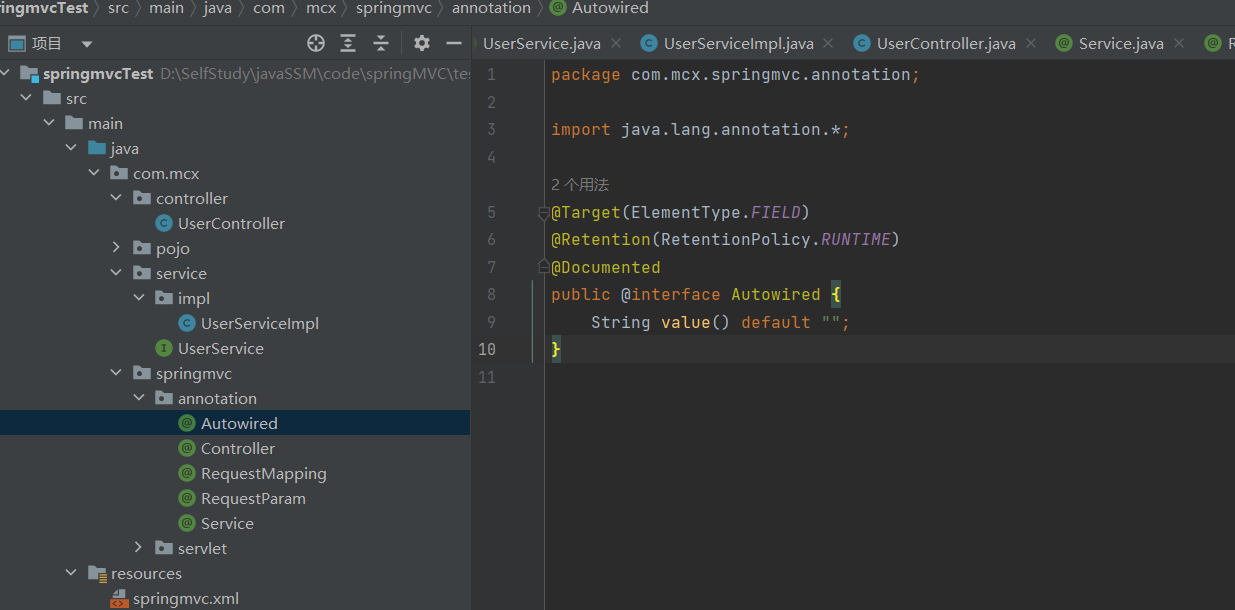 ingmvcTest 〉 src 〉 main 〉 java 〉 com 〉 mcx 〉 springmvc 〉 annotation 〉 Autowired
项目
UserService.java × UserServiceImpl.java × UserController.java × Service.java ×
springmvcTest D:\SelfStudy\javaSSM\code\springMVC\te
src
main
java
com.mcx
controller
UserController
pojo
service
impl
UserServiceImpl
UserService
springmvc
annotation
Autowired
Controller
RequestMapping
RequestParam
Service
servlet
resources
springmvc.xml
1 package com.mcx.springmvc.annotation;
2
3 import java.lang.annotation.*;
4
2 个用法
5 @Target(ElementType.FIELD)
6 @Retention(RetentionPolicy.RUNTIME)
7 @Documented
8 public @interface Autowired {
9 String value() default "";
10 }
11